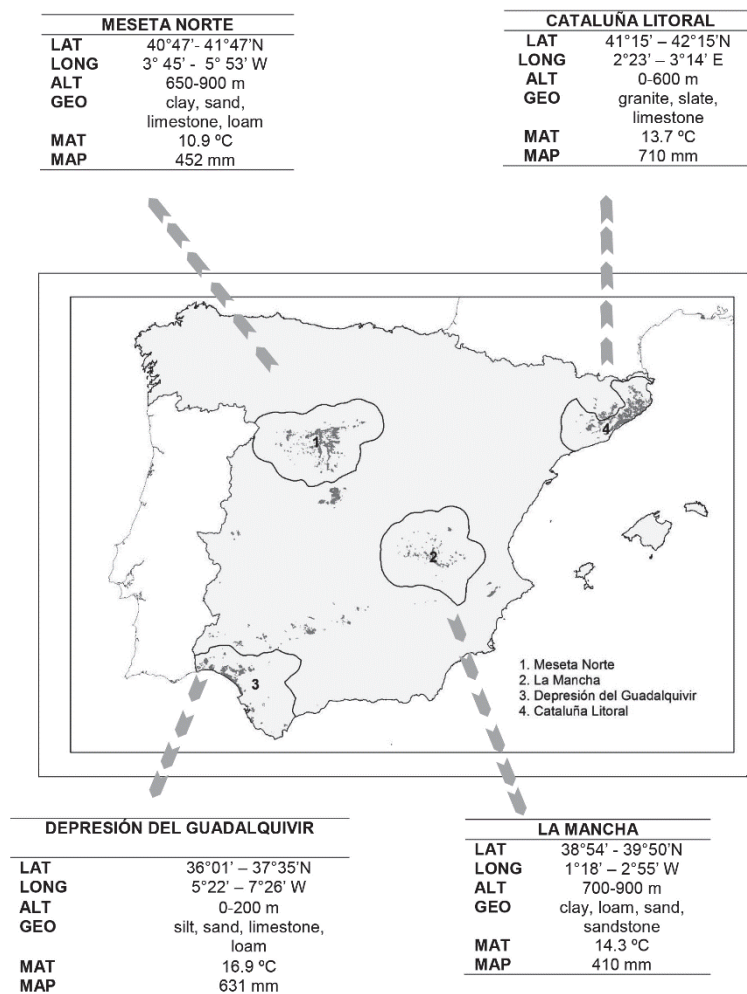 MESETA NORTE
LAT 40°47'- 41°47'N
LONG 3° 45' - 5° 53' W
ALT 650-900 m
GEO clay, sand,
limestone, loam
MAT 10.9 ºC
MAP 452 mm
CATALUÑA LITORAL
LAT 41°15' – 42°15'N
LONG 2°23' – 3°14' E
ALT 0-600 m
GEO granite, slate,
limestone
MAT 13.7 ºC
MAP 710 mm
1
4
2
3
1. Meseta Norte
2. La Mancha
3. Depresión del Guadalquivir
4. Cataluña Litoral
DEPRESIÓN DEL GUADALQUIVIR
LAT 36°01' – 37°35'N
LONG 5°22' – 7°26' W
ALT 0-200 m
GEO silt, sand, limestone,
loam
MAT 16.9 ºC
MAP 631 mm
LA MANCHA
LAT 38°54' - 39°50'N
LONG 1°18' – 2°55' W
ALT 700-900 m
GEO clay, loam, sand,
sandstone
MAT 14.3 ºC
MAP 410 mm